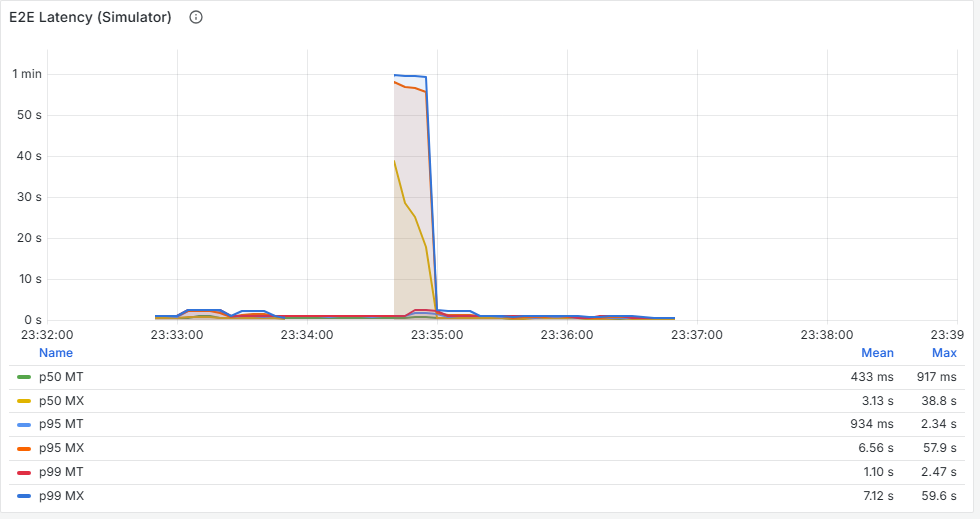 E2E Latency (Simulator)
1 min
50 s
40 s
30 s
20 s
10 s
0 s
23:32:00 23:33:00 23:34:00 23:35:00 23:36:00 23:37:00 23:38:00 23:39
Name Mean Max
p50 MT 433 ms 917 ms
p50 MX 3.13 s 38.8 s
p95 MT 934 ms 2.34 s
p95 MX 6.56 s 57.9 s
p99 MT 1.10 s 2.47 s
p99 MX 7.12 s 59.6 s